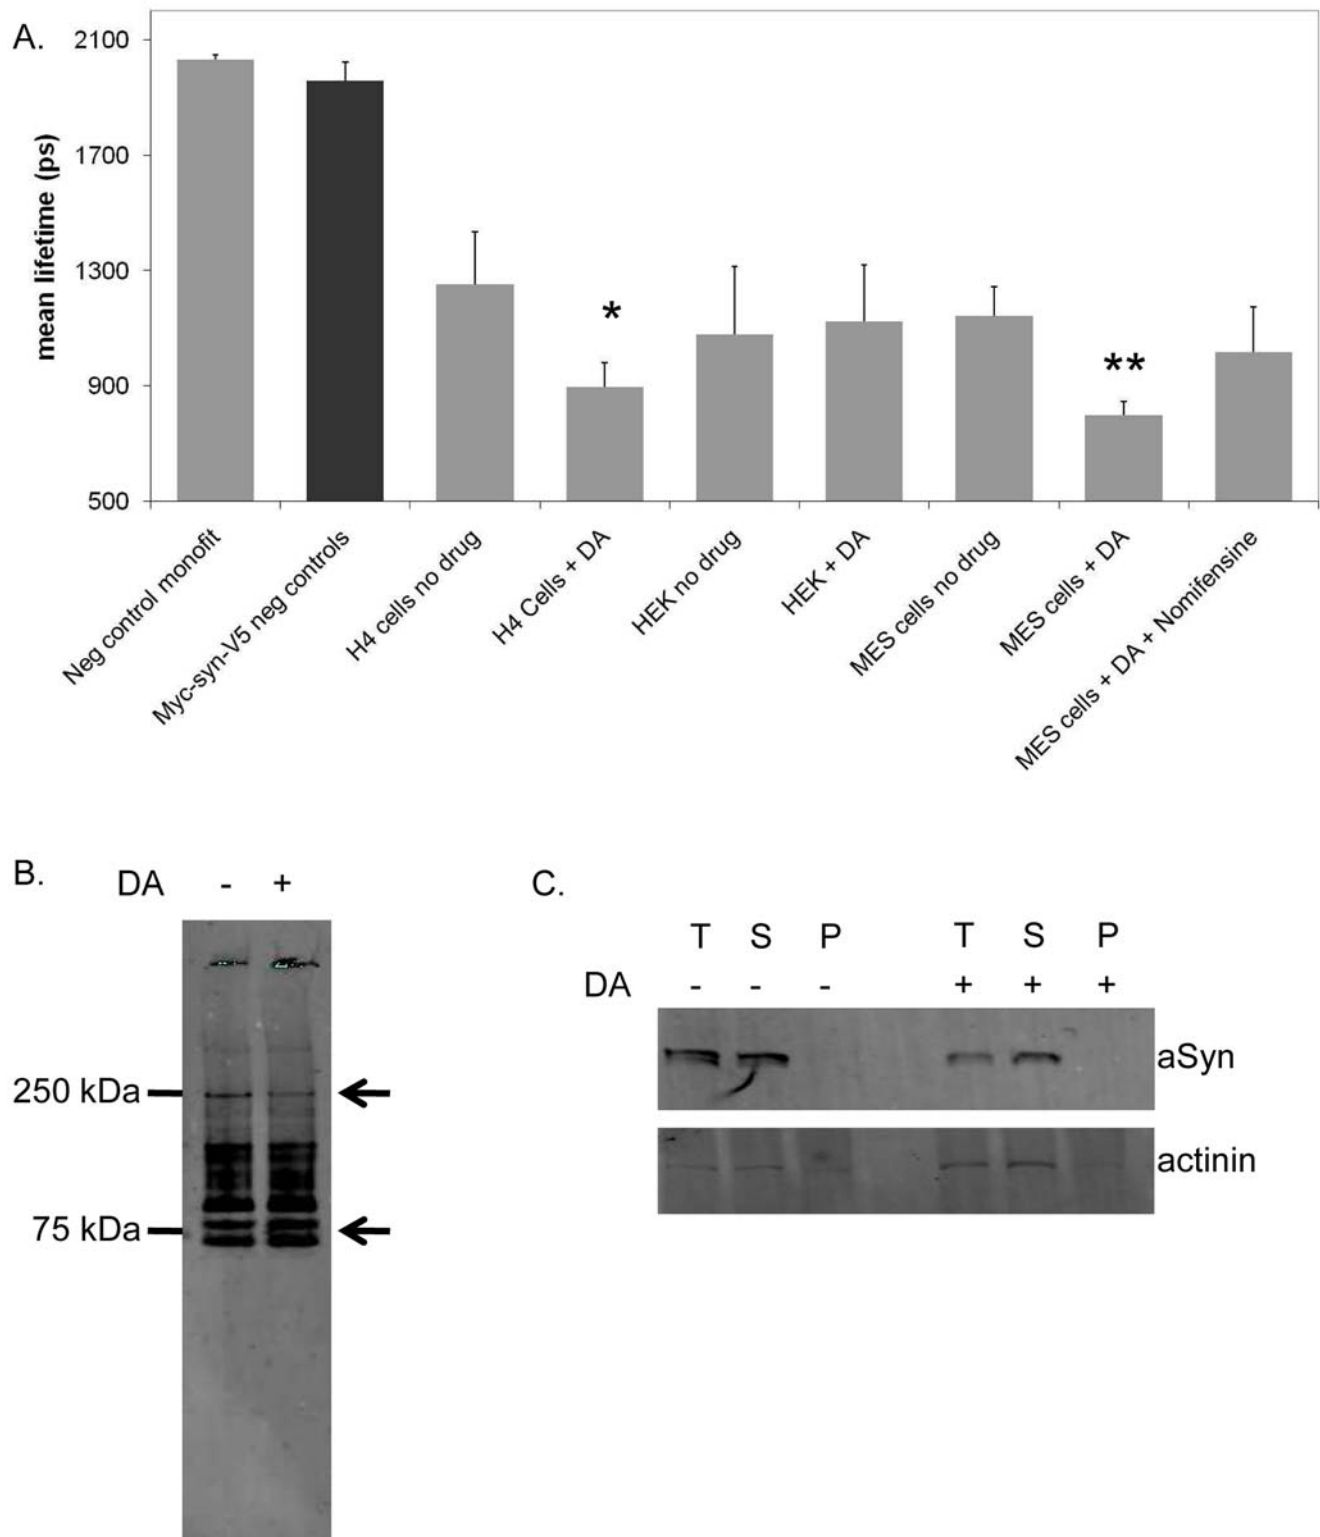 A.
mean lifetime (ps)
2100
1700
1300
900
500
*
**
Neg control monofit
Myc-syn-V5 neg controls
H4 cells no drug
H4 Cells + DA
HEK no drug
HEK + DA
MES cells no drug
MES cells + DA
MES cells + DA + Nomifensine
B.
DA - +
250 kDa
75 kDa
C.
T S P T S P
DA - - - + + +
aSyn
actinin